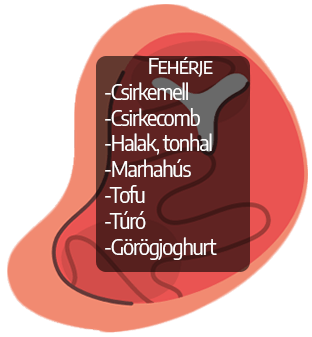 Fehérje
-Csirkemell
-Csirkecomb
-Halak, tonhal
-Marhahús
-Tofu
-Túró
-Görögjoghurt